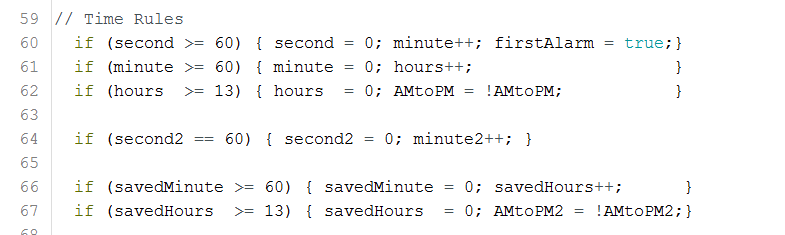 59 // Time Rules
60 if (second >= 60) { second = 0; minute++; firstAlarm = true;}
61 if (minute >= 60) { minute = 0; hours++; }
62 if (hours >= 13) { hours = 0; AMtoPM = !AMtoPM; }
63
64 if (second2 == 60) { second2 = 0; minute2++; }
65
66 if (savedMinute >= 60) { savedMinute = 0; savedHours++; }
67 if (savedHours >= 13) { savedHours = 0; AMtoPM2 = !AMtoPM2;}
68